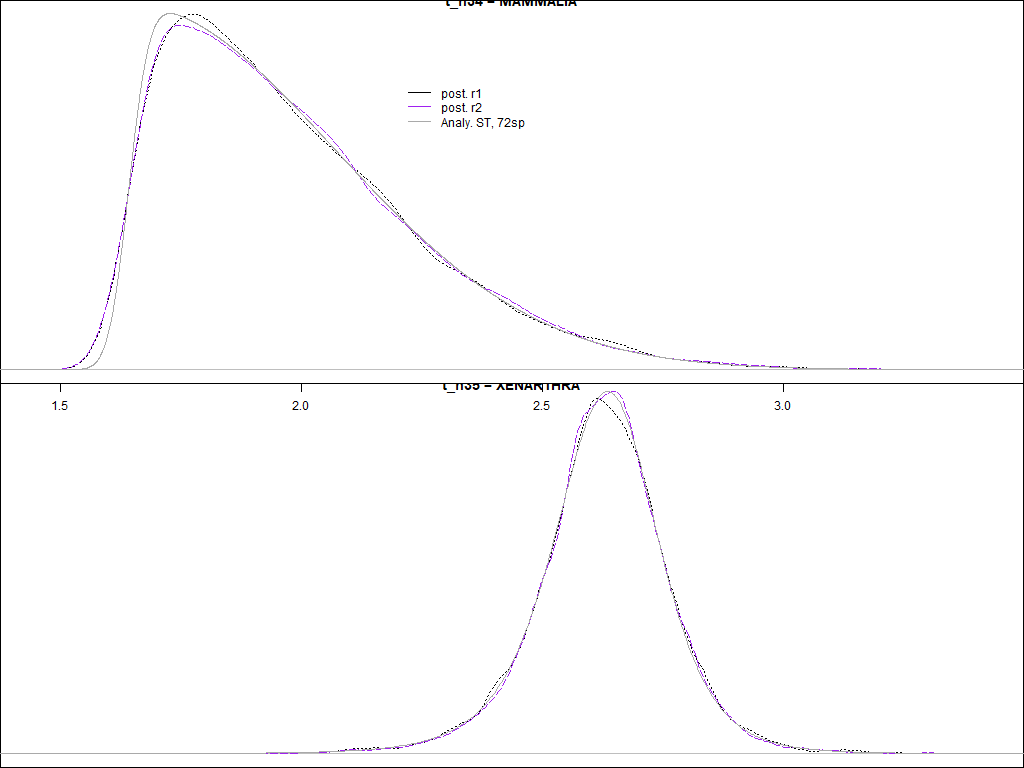 t_n34 – MAMMALIA
post. r1
post. r2
Analy. ST, 72sp
t_n35 – XENARTHRA
1.5 2.0 2.5 3.0